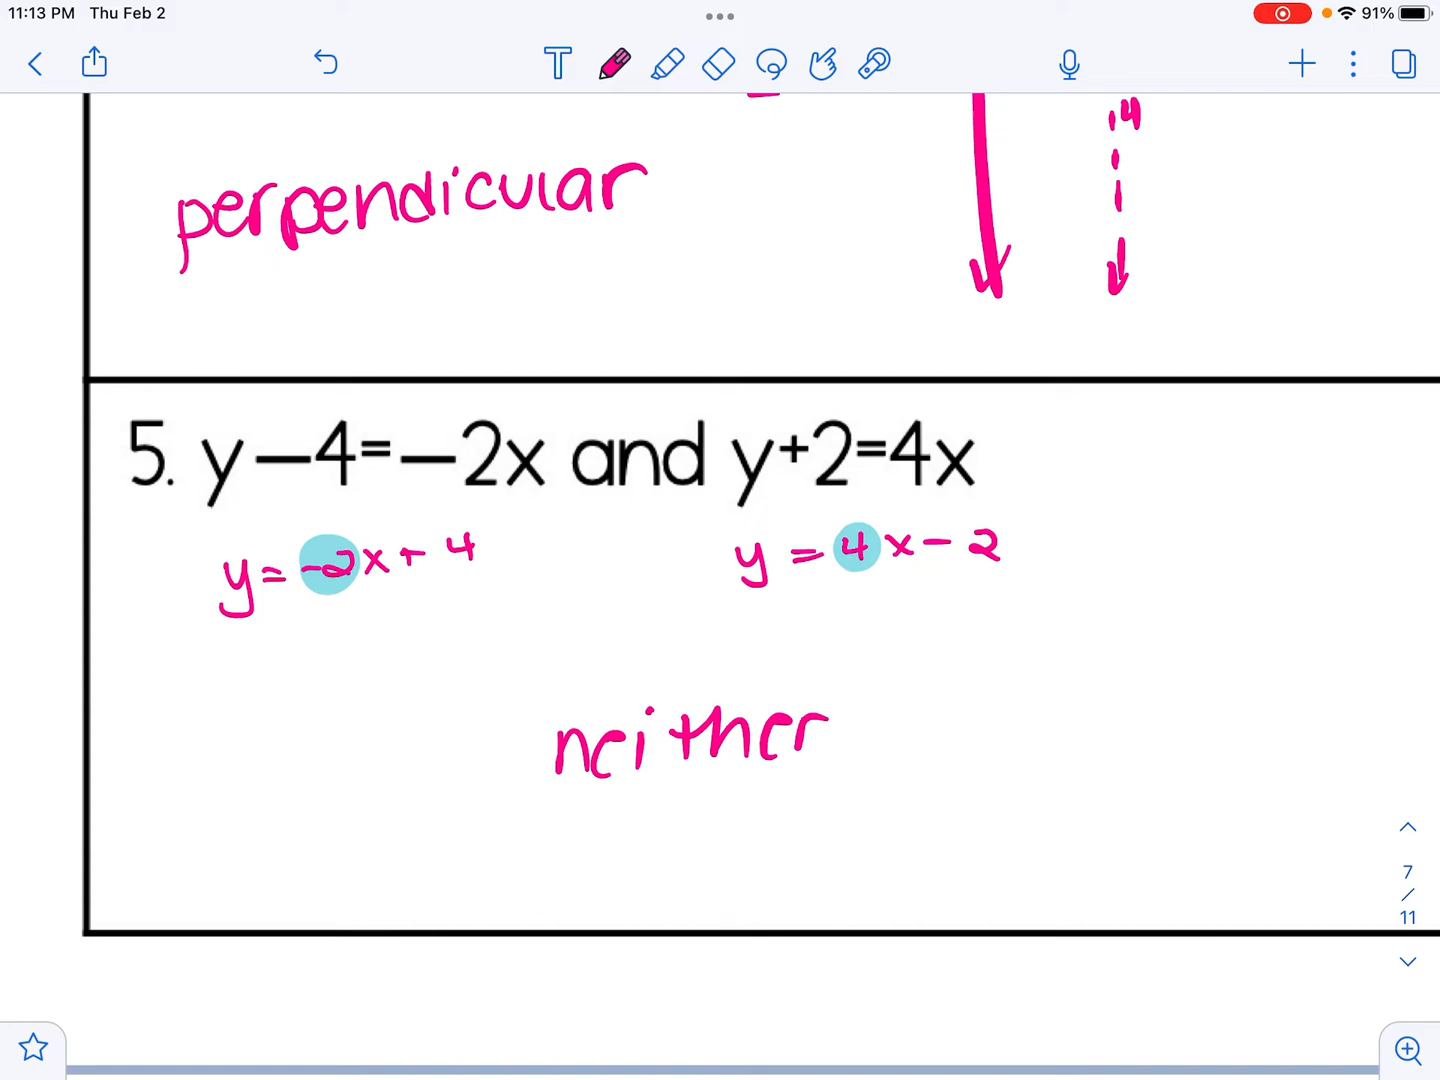 11:13 PM Thu Feb 2
91%
T
4
perpendicular
5. y−4=−2x and y+2=4x
y=-2x+4 y=4x-2
neither
7
/
11